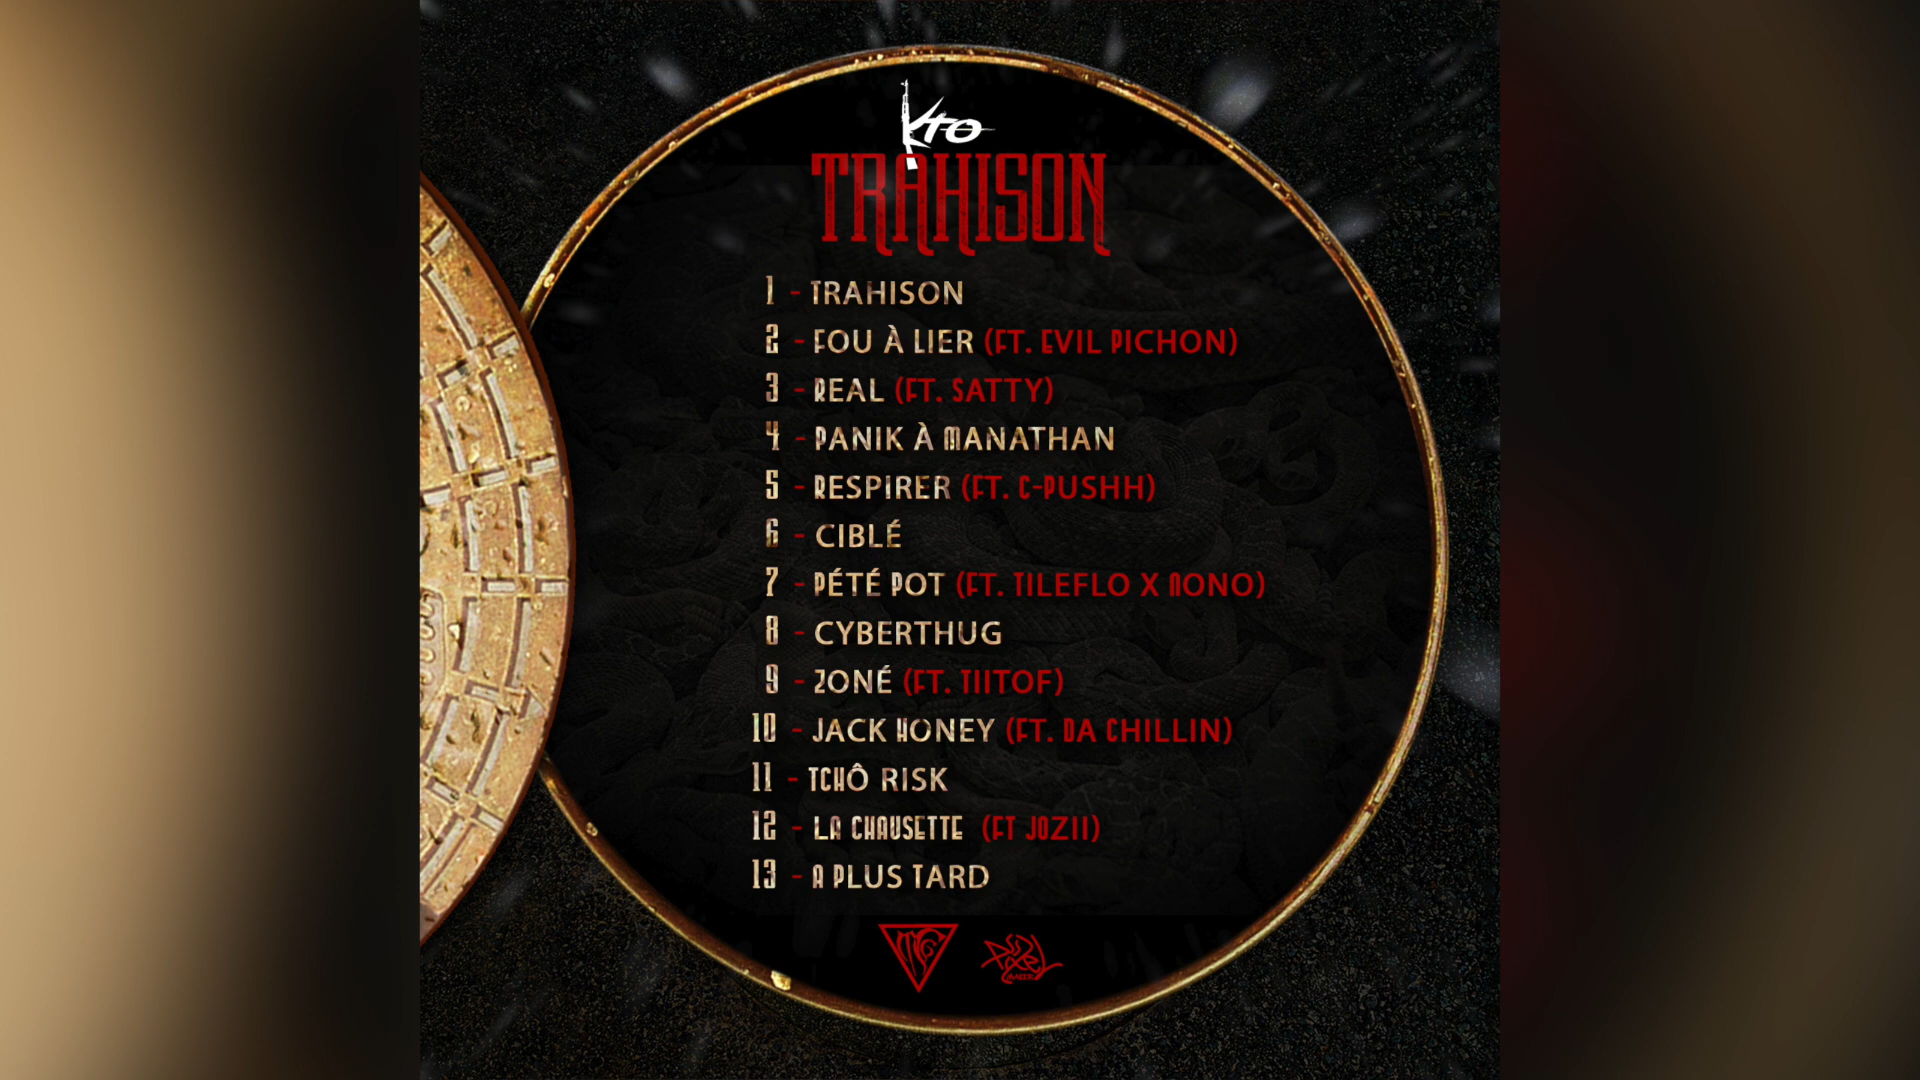 Kto
TRAHISON
1 - TRAHISON
2 - FOU À LIER (FT. EVIL PICHON)
3 - REAL (FT. SATTY)
4 - PANIK À MANATHAN
5 - RESPIRER (FT. C-PUSHH)
6 - CIBLÉ
7 - PÉTÉ POT (FT. TILEFLO X NONO)
8 - CYBERTHUG
9 - ZONÉ (FT. TIITOF)
10 - JACK HONEY (FT. DA CHILLIN)
11 - TCHÔ RISK
12 - LA CHAUSETTE (FT JOZII)
13 - A PLUS TARD